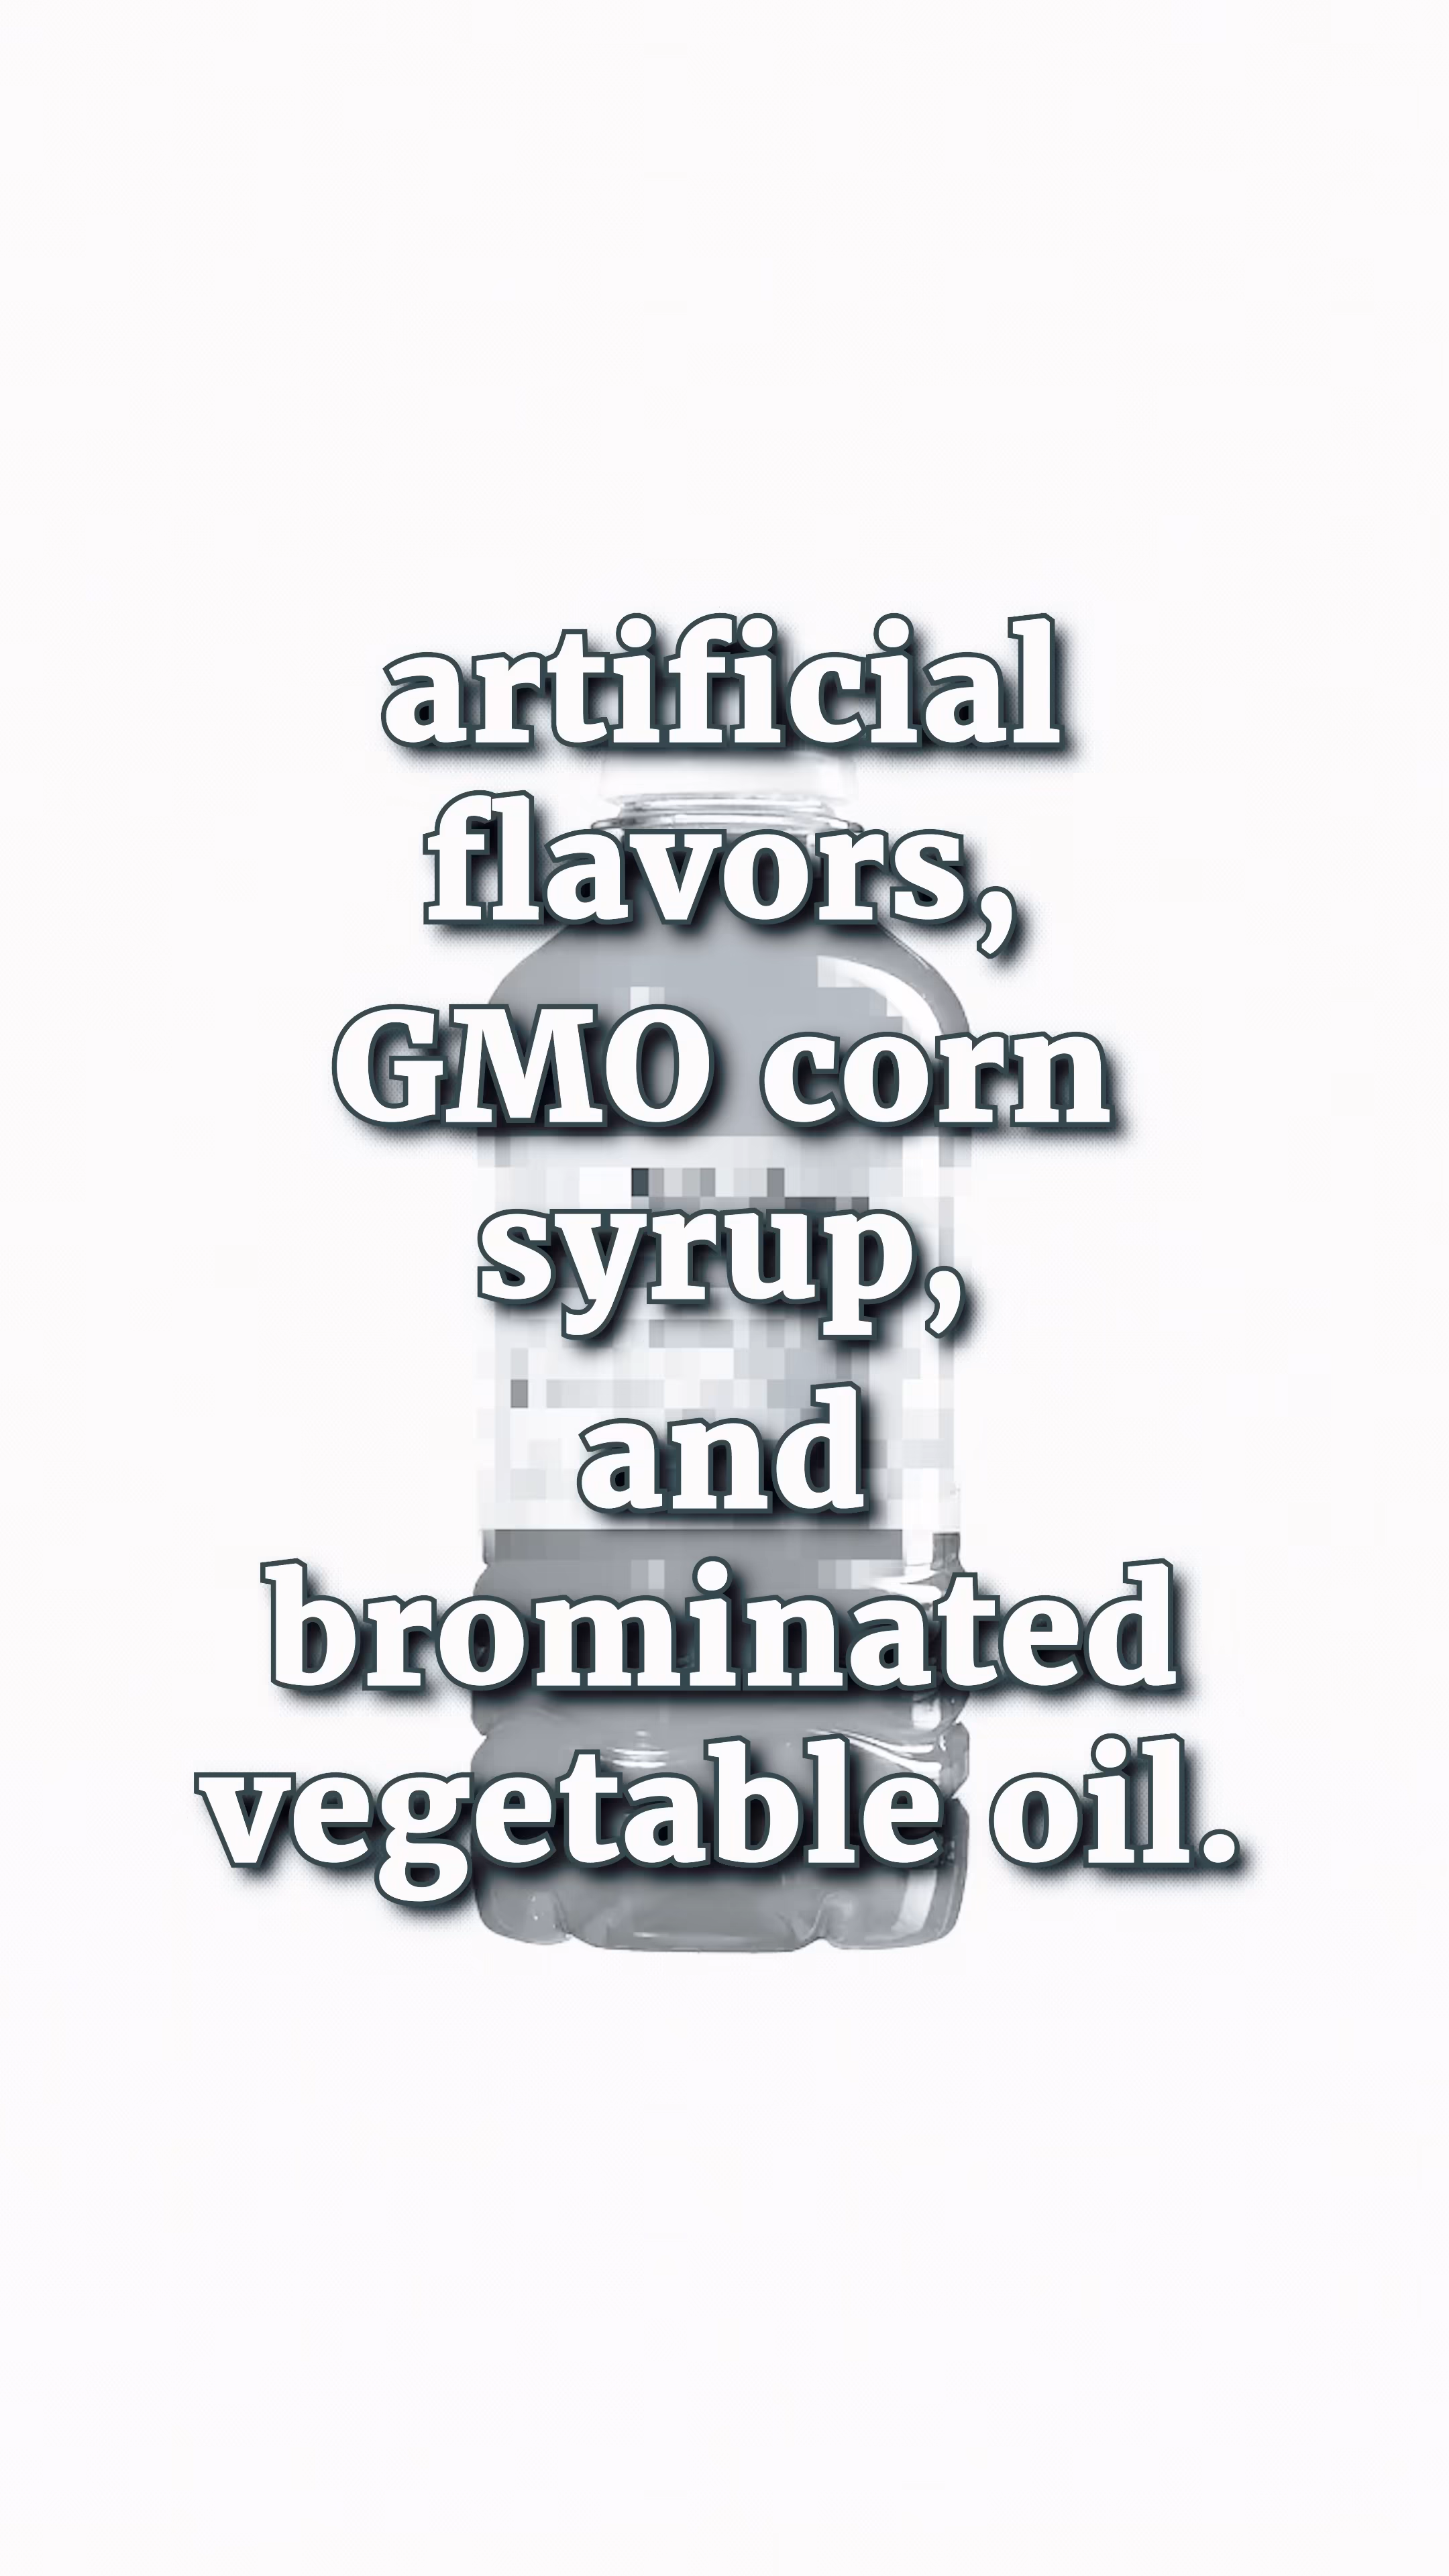 artificial
flavors,
GMO corn
syrup,
and
brominated
vegetable oil.